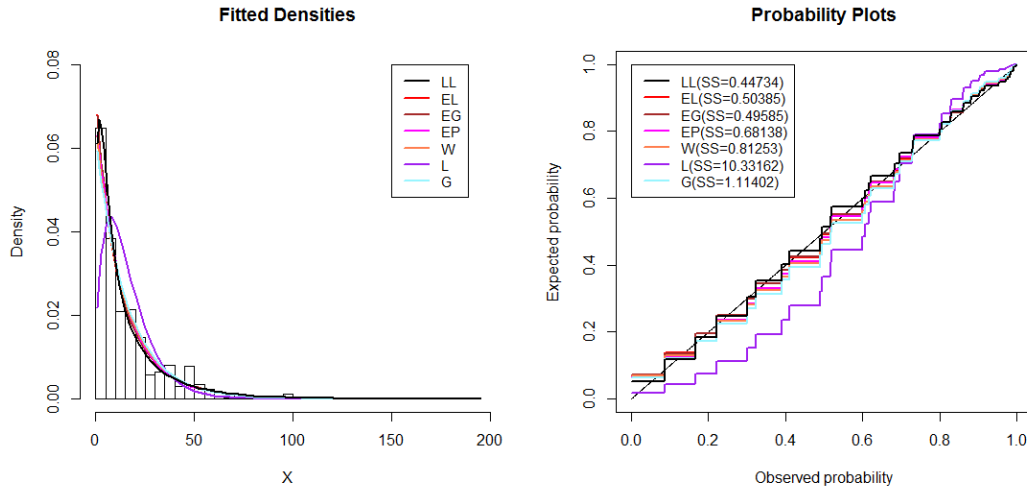 Fitted Densities
Density
0.00
0.02
0.04
0.06
0.08
LL
EL
EG
EP
W
L
G
0 50 100 150 200
X
Probability Plots
Expected probability
0.0
0.2
0.4
0.6
0.8
1.0
LL(SS=0.44734)
EL(SS=0.50385)
EG(SS=0.49585)
EP(SS=0.68138)
W(SS=0.81253)
L(SS=10.33162)
G(SS=1.11402)
0.0 0.2 0.4 0.6 0.8 1.0
Observed probability